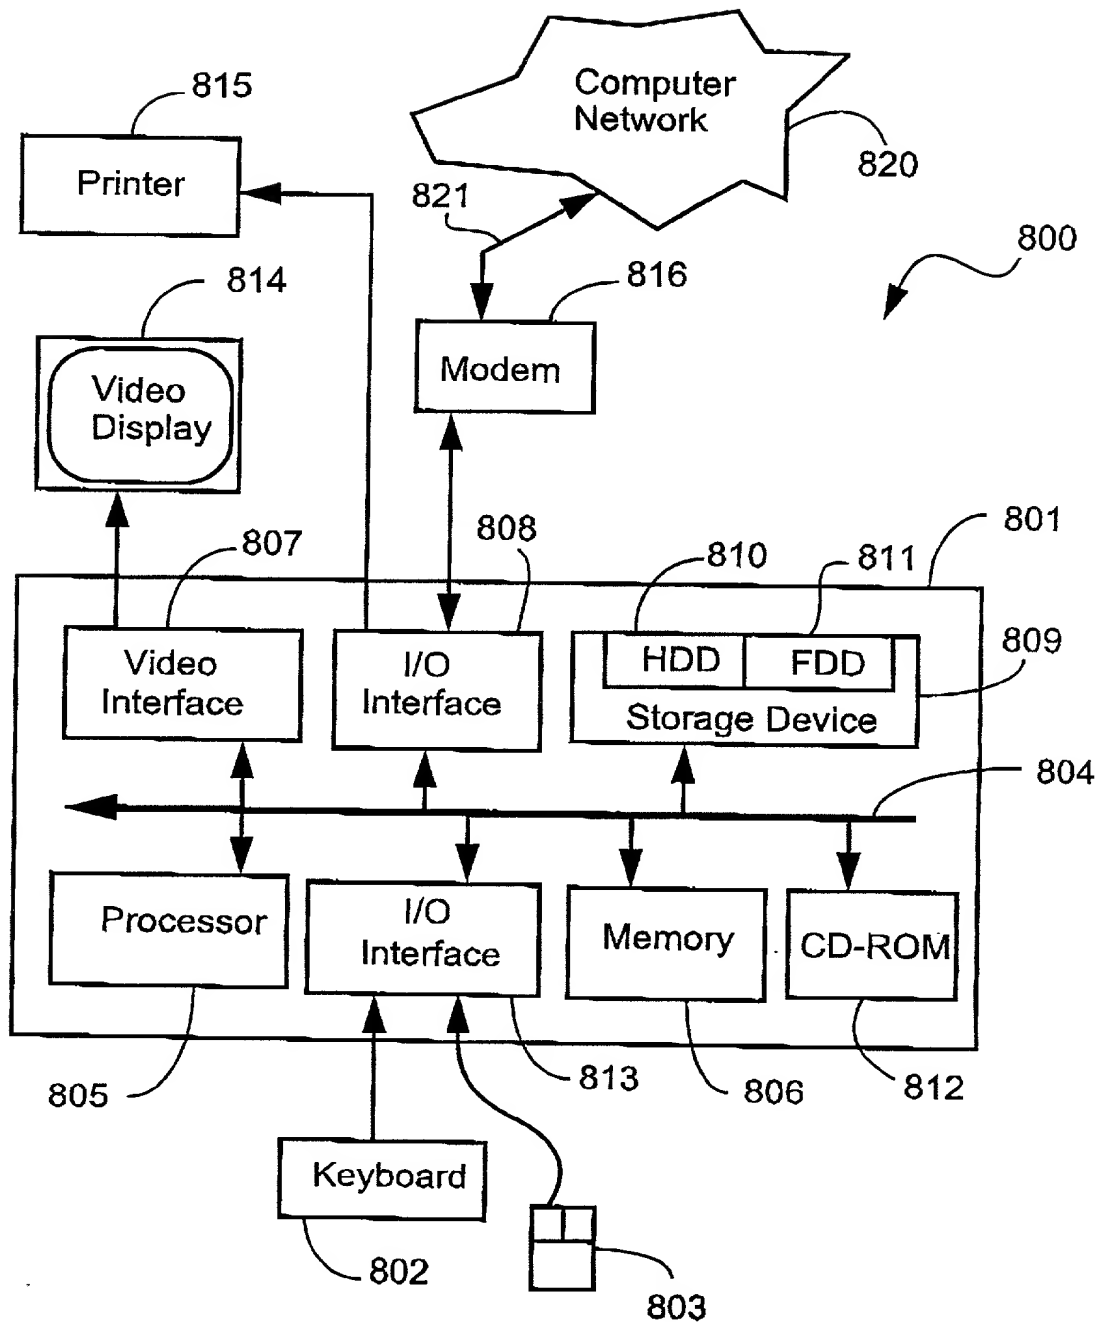 815
Computer
Network
Printer
820
821
800
814
816
Video
Display
Modem
801
808
807
810
811
809
Video
Interface
I/O
Interface
HDD
FDD
Storage Device
804
Processor
I/O
Interface
Memory
CD-ROM
805
813
806
812
Keyboard
802
803